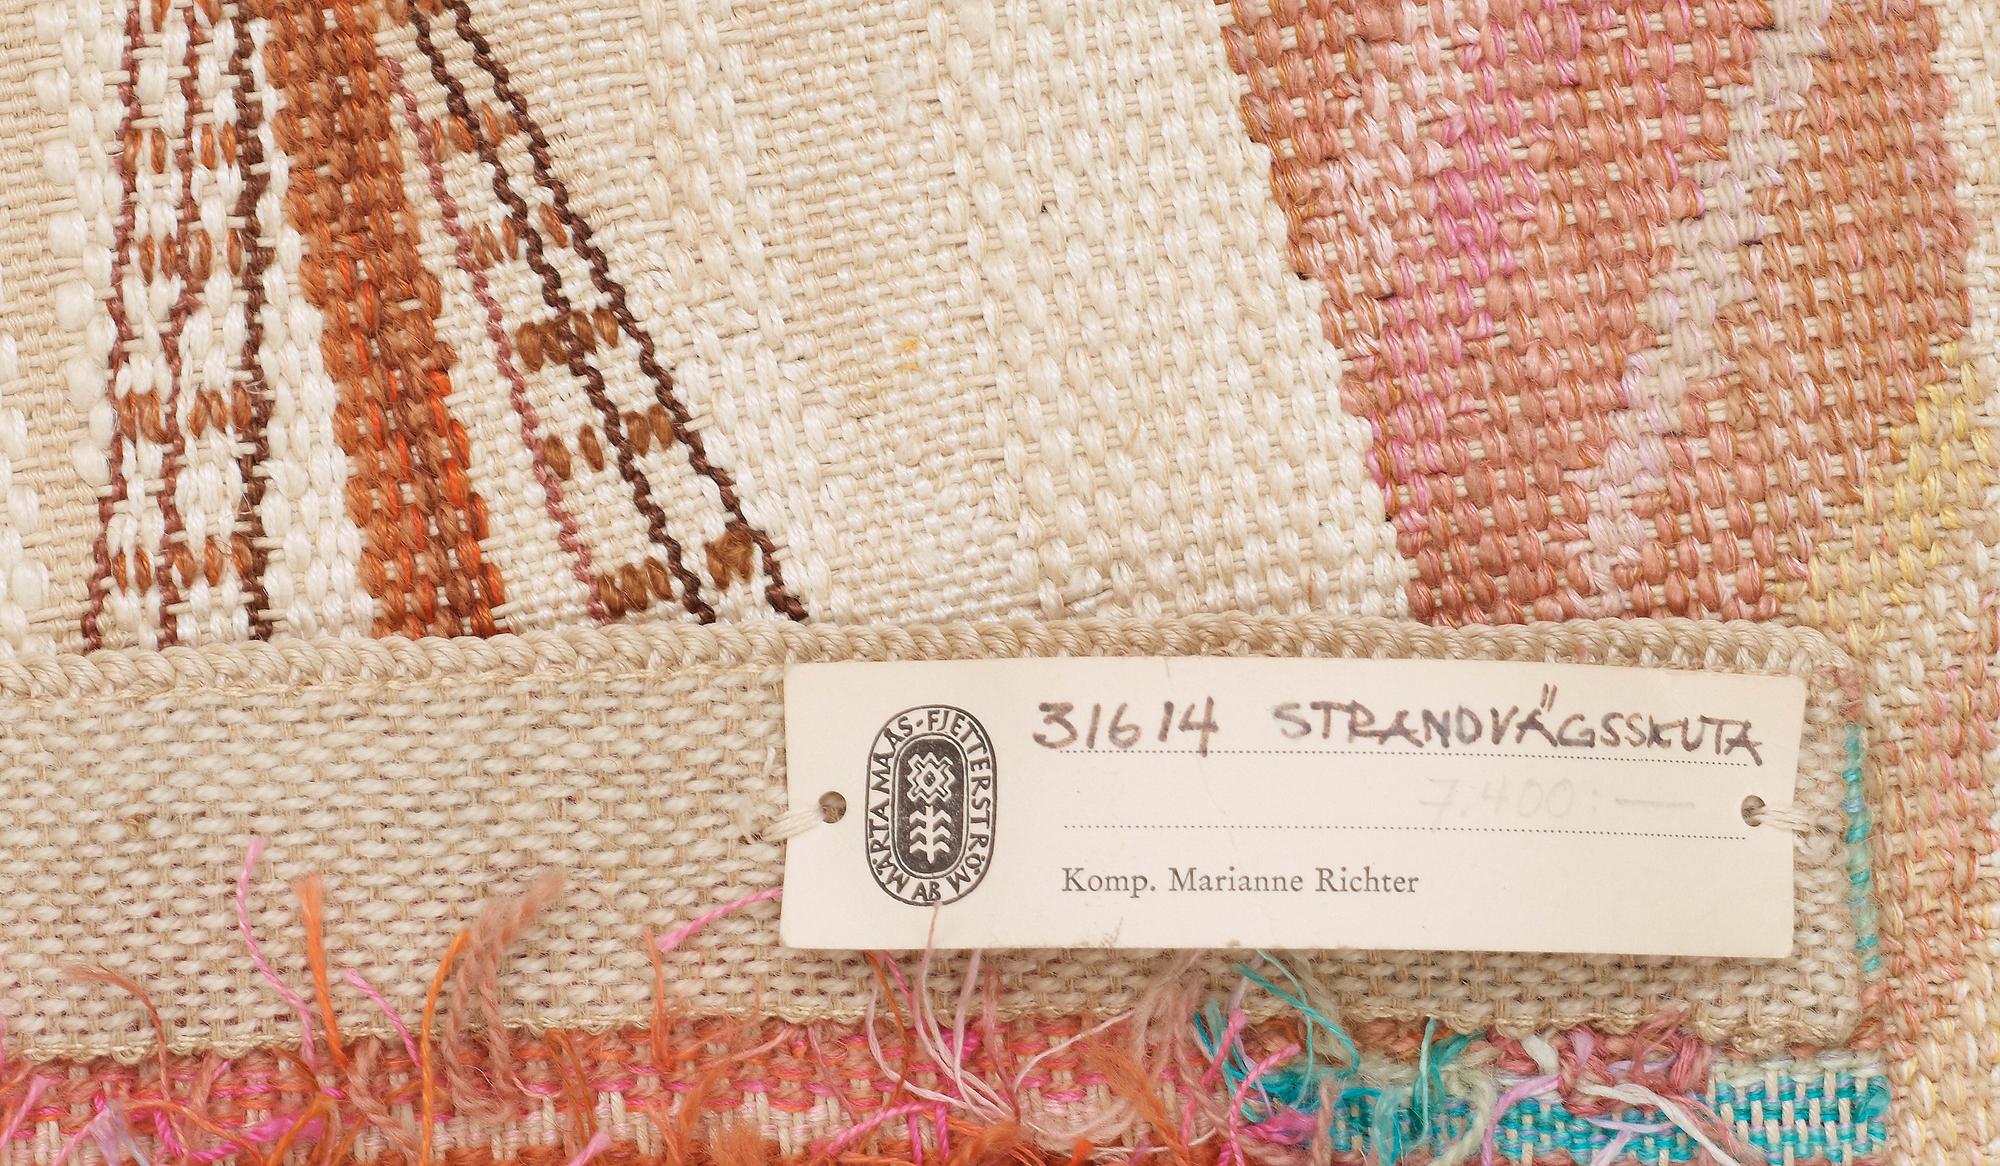 MÄRTA MÅÅS-FJETTERSTRÖM AB
31614 STRANDVÄGSSKUTA
7.400:—
Komp. Marianne Richter